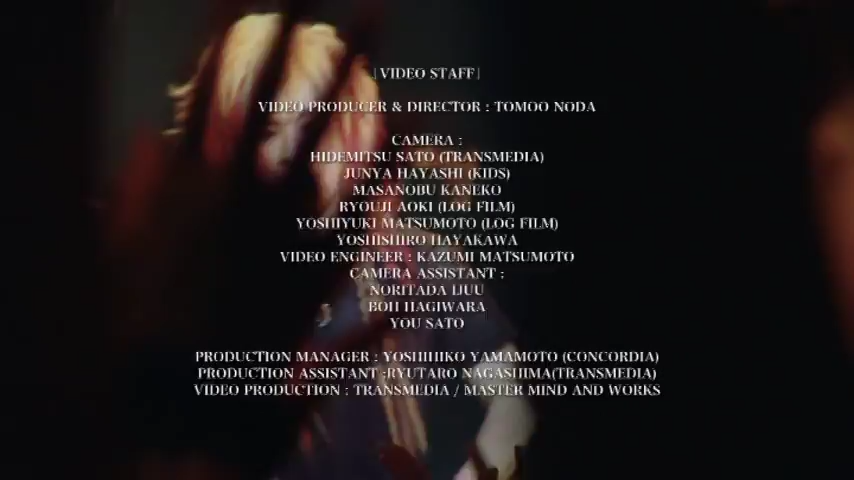 [VIDEO STAFF]
VIDEO PRODUCER & DIRECTOR : TOMOO NODA
CAMERA :
HIDEMITSU SATO (TRANSMEDIA)
JUNYA HAYASHI (KIDS)
MASANOBU KANEKO
RYOUJI AOKI (LOG FILM)
YOSHIYUKI MATSUMOTO (LOG FILM)
YOSHISHIRO HAYAKAWA
VIDEO ENGINEER : KAZUMI MATSUMOTO
CAMERA ASSISTANT :
NORITADA IJUU
BOH HAGIWARA
YOU SATO
PRODUCTION MANAGER : YOSHIHIKO YAMAMOTO (CONCORDIA)
PRODUCTION ASSISTANT :RYUTARO NAGASHIMA(TRANSMEDIA)
VIDEO PRODUCTION : TRANSMEDIA / MASTER MIND AND WORKS